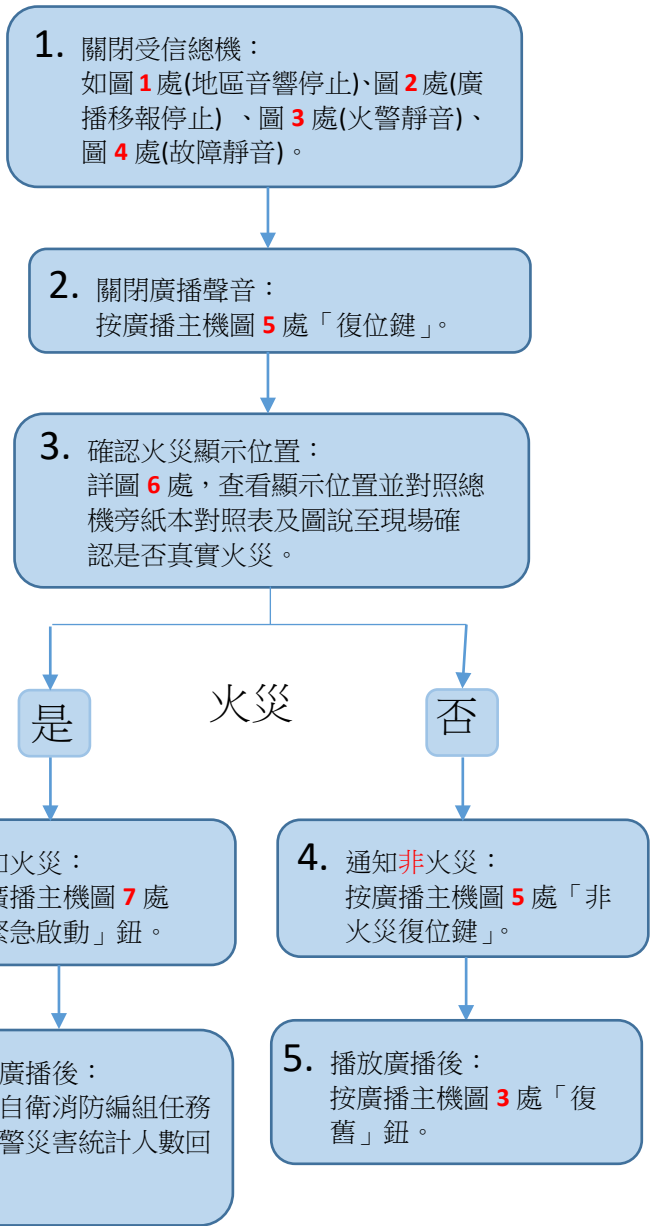 1. 關閉受信總機：
如圖 1 處(地區音響停止)、圖 2 處(廣
播移報停止) 、圖 3 處(火警靜音)、
圖 4 處(故障靜音)。
2. 關閉廣播聲音：
按廣播主機圖 5 處「復位鍵」。
3. 確認火災顯示位置：
詳圖 6 處，查看顯示位置並對照總
機旁紙本對照表及圖說至現場確
認是否真實火災。
是
火災
否
火災：
廣播主機圖 7 處
緊急啟動」鈕。
4. 通知非火災：
按廣播主機圖 5 處「非
火災復位鍵」。
廣播後：
自衛消防編組任務
警災害統計人數回
5. 播放廣播後：
按廣播主機圖 3 處「復
舊」鈕。